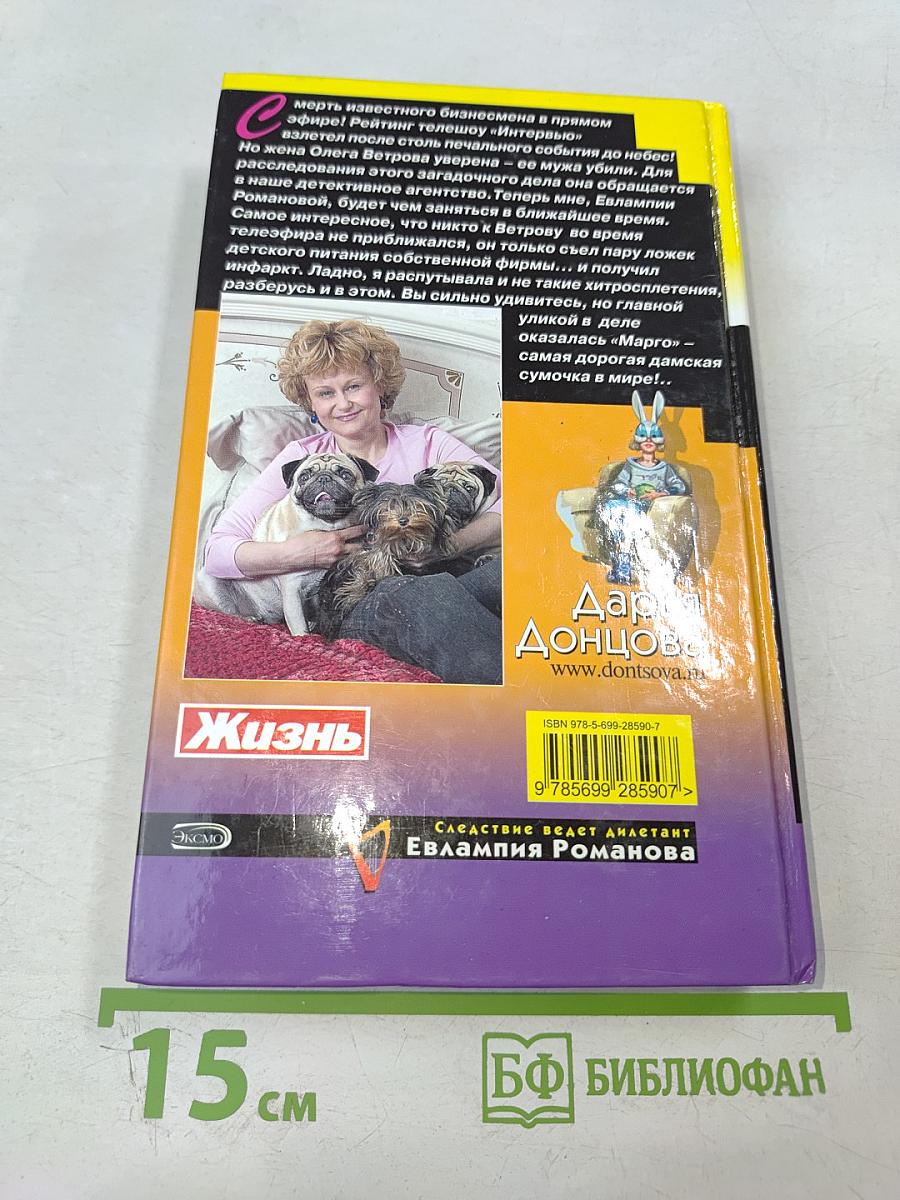 Смерть известного бизнесмена в прямом
эфире! Рейтинг телешоу «Интервью»
взлетел после столь печального события до небес!
Но жена Олега Ветрова уверена – ее мужа убили. Для
расследования этого загадочного дела она обращается
в наше детективное агентство. Теперь мне, Евлампии
Романовой, будет чем заняться в ближайшее время.
Самое интересное, что никто к Ветрову во время
телеэфира не приближался, он только съел пару ложек
детского питания собственной фирмы... и получил
инфаркт. Ладно, я распутывала и не такие хитросплетения,
разберусь и в этом. Вы сильно удивитесь, но главной
уликой в деле
оказалась «Марго» –
самая дорогая дамская
сумочка в мире!..
Дарья
Донцова
www.dontsova.ru
Жизнь
ISBN 978-5-699-28590-7
9 785699 285907 >
ЭКСМО
Следствие ведет дилетант
Евлампия Романова
15 см
БФ БИБЛИОФАН